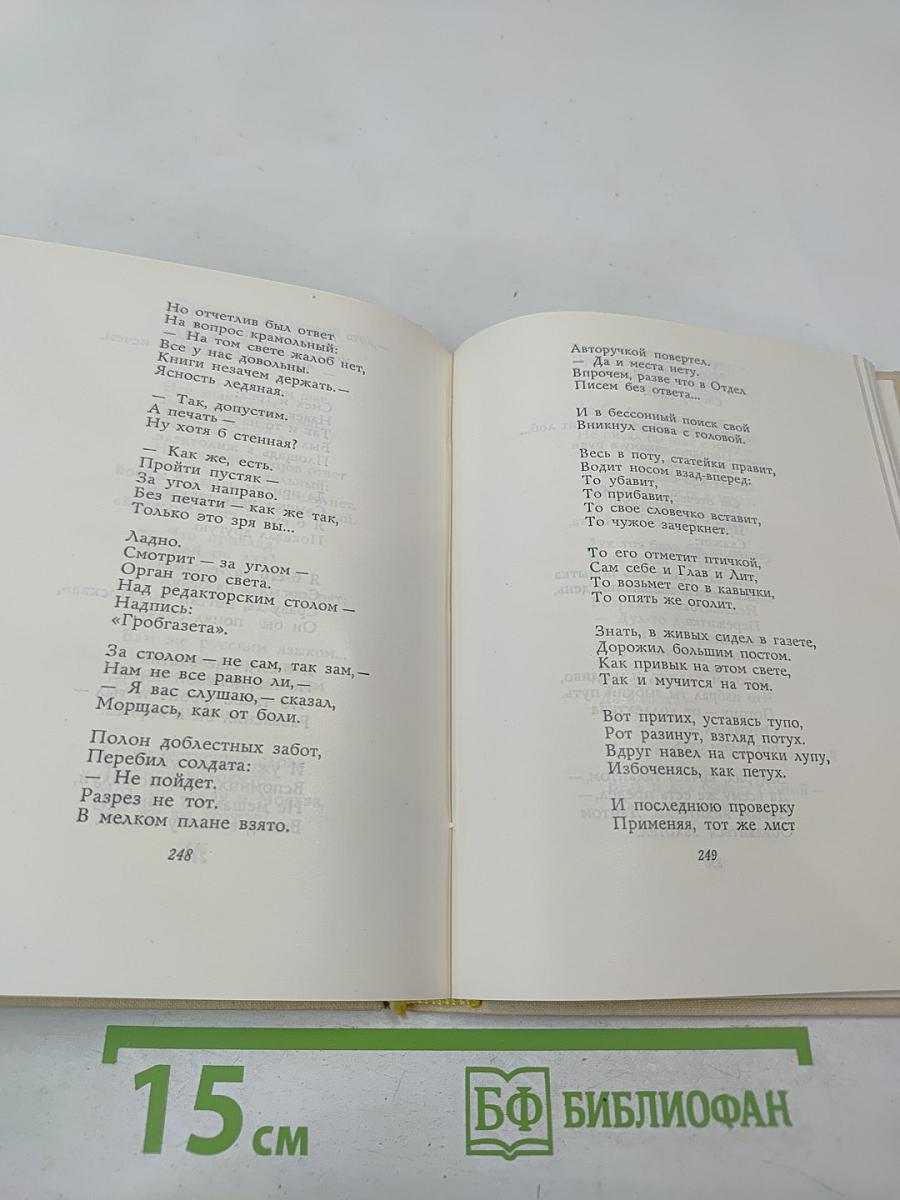 Но отчетлив был ответ
На вопрос крамольный:
— На том свете жалоб нет,
Все у нас довольны.
Книги незачем держать.—
Ясность ледяная.
— Так, допустим.
А печать —
Ну хотя б стенная?
— Как же, есть.
Пройти пустяк —
За угол направо.
Без печати — как же так,
Только это зря вы...
Ладно.
Смотрит — за углом —
Орган того света.
Над редакторским столом —
Надпись:
«Гробгазета».
За столом — не сам, так зам,—
Нам не все равно ли,—
— Я вас слушаю,— сказал,
Морщась, как от боли.
Полон доблестных забот,
Перебил солдата:
— Не пойдет.
Разрез не тот.
В мелком плане взято.
248
Авторучкой повертел.
— Да и места нету.
Впрочем, разве что в Отдел
Писем без ответа...
И в бессонный поиск свой
Вникнул снова с головой.
Весь в поту, статейки правит,
Водит носом взад-вперед:
То убавит,
То прибавит,
То свое словечко вставит,
То чужое зачеркнет.
То его отметит птичкой,
Сам себе и Глав и Лит,
То возьмет его в кавычки,
То опять же оголит.
Знать, в живых сидел в газете,
Дорожил большим постом.
Как привык на этом свете,
Так и мучится на том.
Вот притих, уставясь тупо,
Рот разинут, взгляд потух.
Вдруг навел на строчки лупу,
Избоченясь, как петух.
И последнюю проверку
Применяя, тот же лист
249
15 см
БФ БИБЛИОФАН